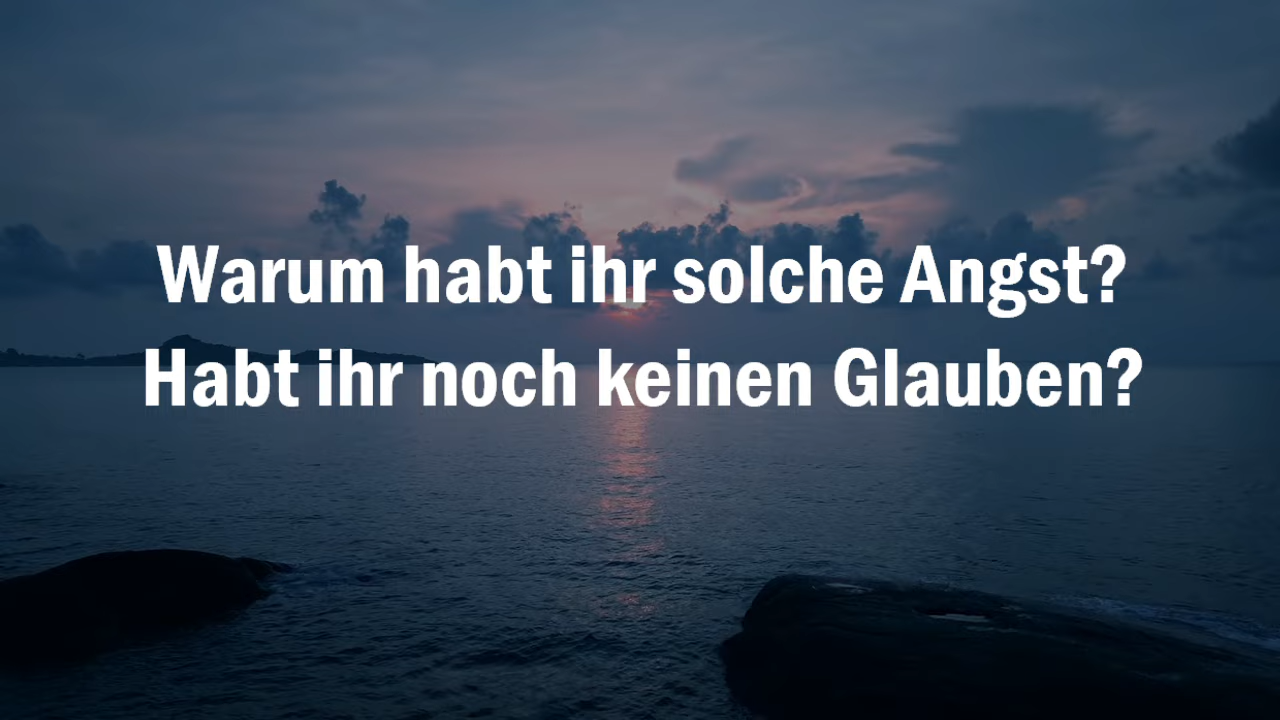 Warum habt ihr solche Angst?
Habt ihr noch keinen Glauben?